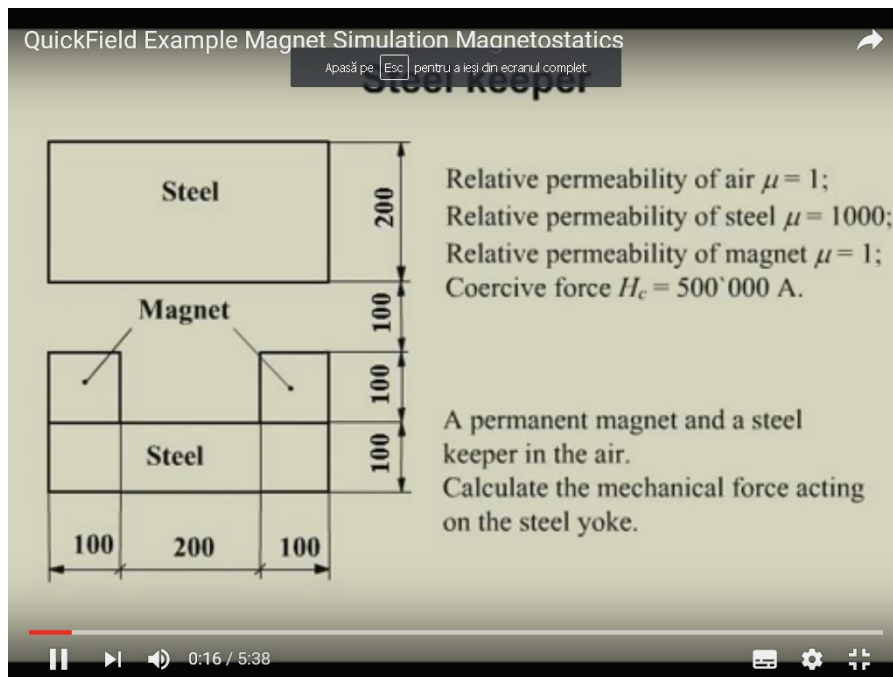 QuickField Example Magnet Simulation Magnetostatics
Apasă pe Esc pentru a ieși din ecranul complet
Steel keeper
Steel
200
Relative permeability of air μ = 1;
Relative permeability of steel μ = 1000;
Relative permeability of magnet μ = 1;
Coercive force Hc = 500`000 A.
100
Magnet
100
Steel
100
A permanent magnet and a steel
keeper in the air.
Calculate the mechanical force acting
on the steel yoke.
100 200 100
0:16 / 5:38